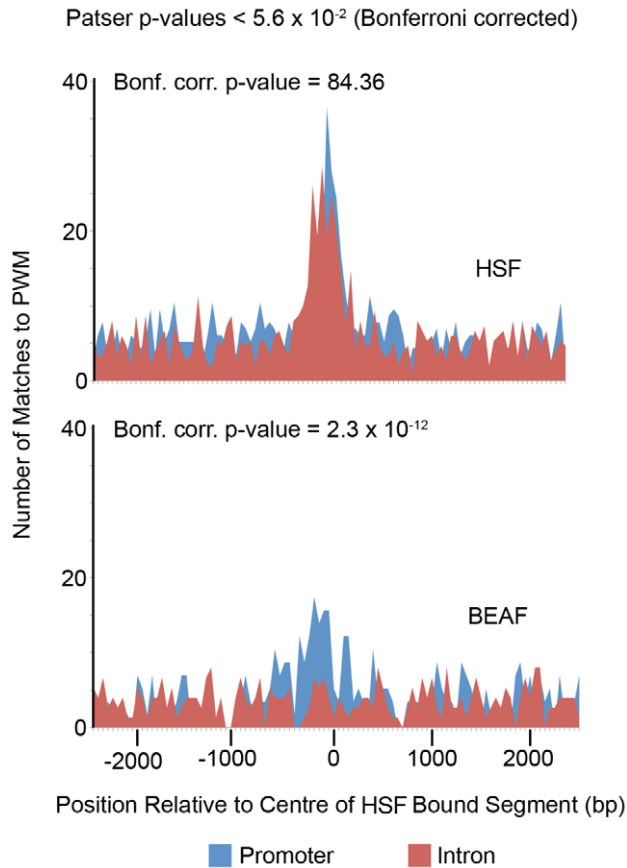 Patser p-values < 5.6 x 10⁻² (Bonferroni corrected)
40
Bonf. corr. p-value = 84.36
20
HSF
0
40
Bonf. corr. p-value = 2.3 x 10⁻¹²
20
BEAF
0
Number of Matches to PWM
-2000 -1000 0 1000 2000
Position Relative to Centre of HSF Bound Segment (bp)
Promoter Intron